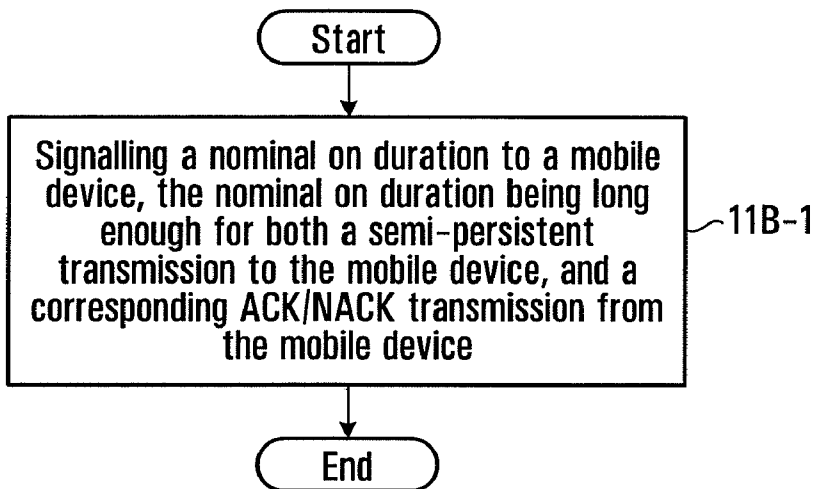 Start
Signalling a nominal on duration to a mobile
device, the nominal on duration being long
enough for both a semi-persistent
transmission to the mobile device, and a
corresponding ACK/NACK transmission from
the mobile device
11B-1
End